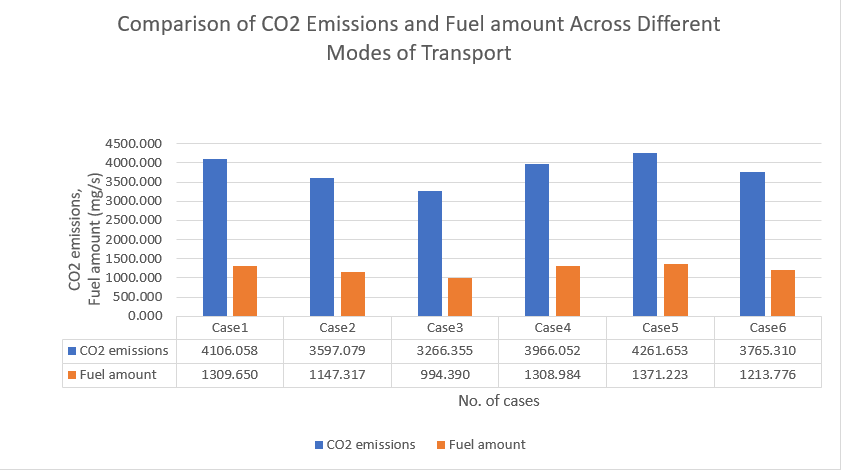 Comparison of CO2 Emissions and Fuel amount Across Different
Modes of Transport
CO2 emissions,
Fuel amount (mg/s)
4500.000
4000.000
3500.000
3000.000
2500.000
2000.000
1500.000
1000.000
500.000
0.000
Case1 Case2 Case3 Case4 Case5 Case6
CO2 emissions 4106.058 3597.079 3266.355 3966.052 4261.653 3765.310
Fuel amount 1309.650 1147.317 994.390 1308.984 1371.223 1213.776
No. of cases
CO2 emissions Fuel amount